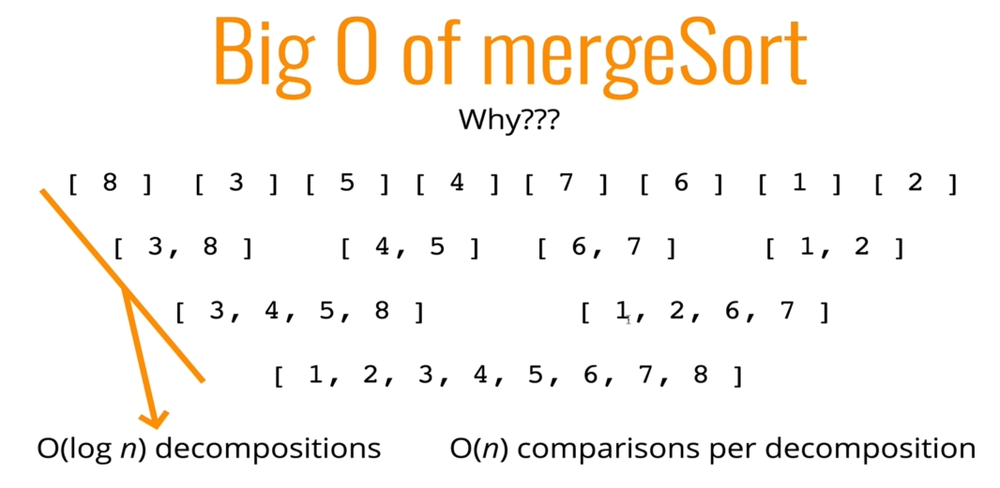 Big O of mergeSort
Why???
[ 8 ] [ 3 ] [ 5 ] [ 4 ] [ 7 ] [ 6 ] [ 1 ] [ 2 ]
[ 3, 8 ] [ 4, 5 ] [ 6, 7 ] [ 1, 2 ]
[ 3, 4, 5, 8 ] [ 1, 2, 6, 7 ]
[ 1, 2, 3, 4, 5, 6, 7, 8 ]
O(log n) decompositions O(n) comparisons per decomposition